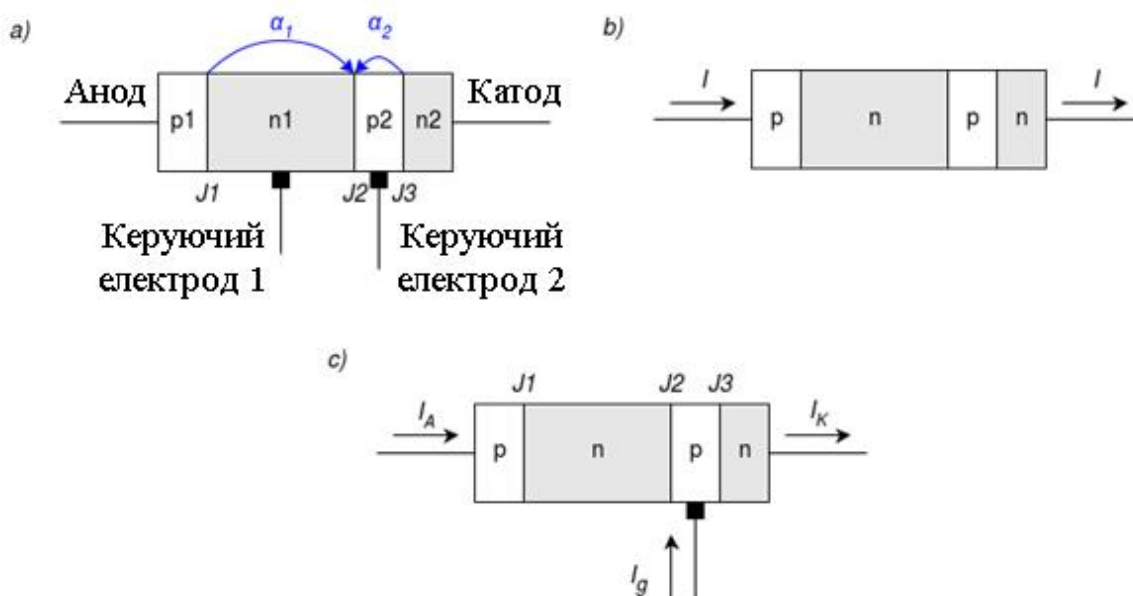 a)
α1 α2
Анод
p1 n1 p2 n2
Катод
J1 J2 J3
Керуючий
електрод 1
Керуючий
електрод 2
b)
I I
p n p n
c)
J1 J2 J3
IA IK
p n p n
Ig